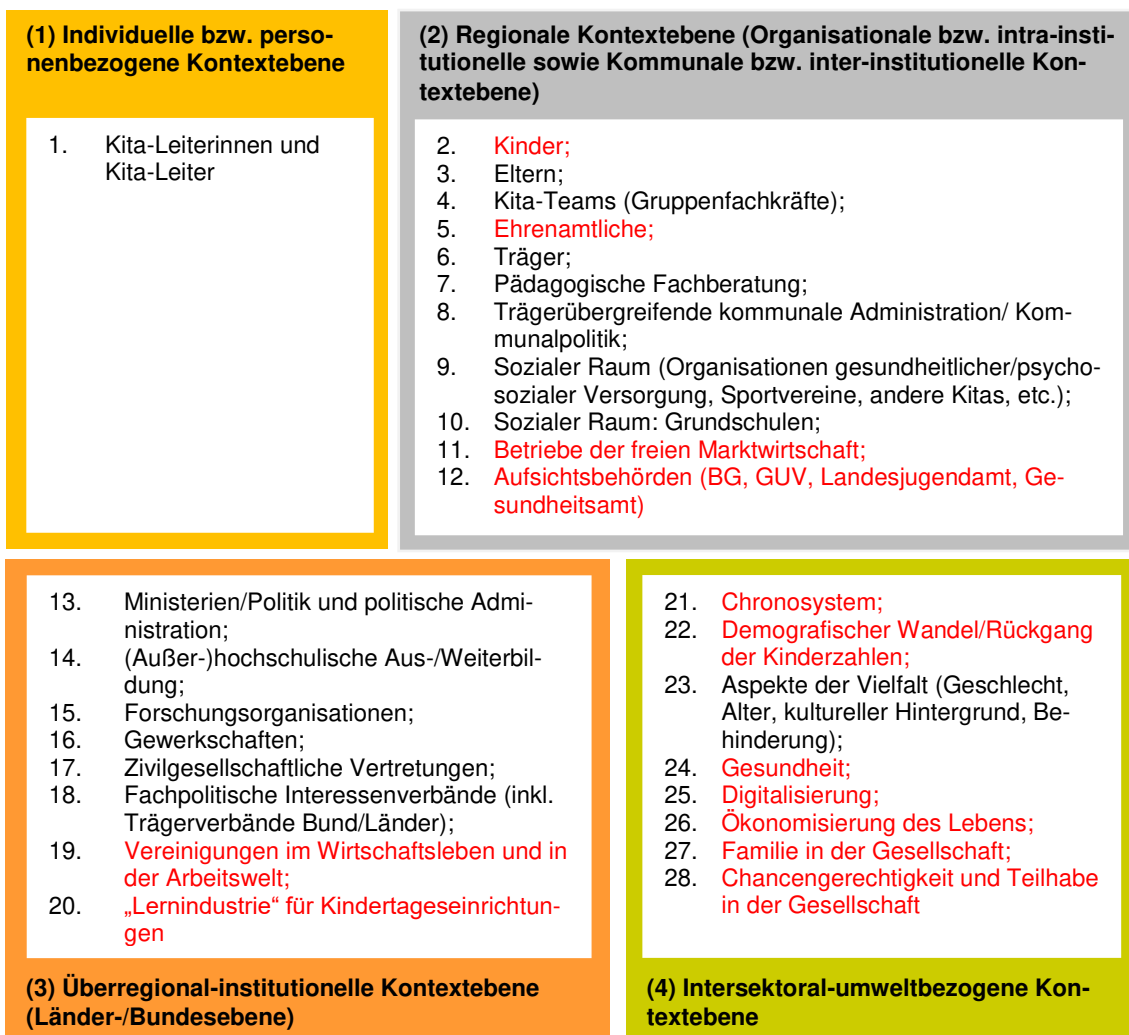 (1) Individuelle bzw. perso-
nenbezogene Kontextebene
1. Kita-Leiterinnen und
Kita-Leiter
(2) Regionale Kontextebene (Organisationale bzw. intra-insti-
tutionelle sowie Kommunale bzw. inter-institutionelle Kon-
textebene)
2. Kinder;
3. Eltern;
4. Kita-Teams (Gruppenfachkräfte);
5. Ehrenamtliche;
6. Träger;
7. Pädagogische Fachberatung;
8. Trägerübergreifende kommunale Administration/ Kom-
munalpolitik;
9. Sozialer Raum (Organisationen gesundheitlicher/psycho-
sozialer Versorgung, Sportvereine, andere Kitas, etc.);
10. Sozialer Raum: Grundschulen;
11. Betriebe der freien Marktwirtschaft;
12. Aufsichtsbehörden (BG, GUV, Landesjugendamt, Ge-
sundheitsamt)
13. Ministerien/Politik und politische Admi-
nistration;
14. (Außer-)hochschulische Aus-/Weiterbil-
dung;
15. Forschungsorganisationen;
16. Gewerkschaften;
17. Zivilgesellschaftliche Vertretungen;
18. Fachpolitische Interessenverbände (inkl.
Trägerverbände Bund/Länder);
19. Vereinigungen im Wirtschaftsleben und in
der Arbeitswelt;
20. „Lernindustrie“ für Kindertageseinrichtun-
gen
(3) Überregional-institutionelle Kontextebene
(Länder-/Bundesebene)
21. Chronosystem;
22. Demografischer Wandel/Rückgang
der Kinderzahlen;
23. Aspekte der Vielfalt (Geschlecht,
Alter, kultureller Hintergrund, Be-
hinderung);
24. Gesundheit;
25. Digitalisierung;
26. Ökonomisierung des Lebens;
27. Familie in der Gesellschaft;
28. Chancengerechtigkeit und Teilhabe
in der Gesellschaft
(4) Intersektoral-umweltbezogene Kon-
textebene